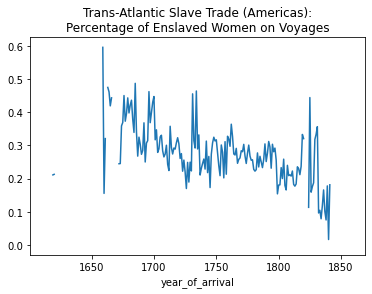 Trans-Atlantic Slave Trade (Americas):
Percentage of Enslaved Women on Voyages
0.6
0.5
0.4
0.3
0.2
0.1
0.0
1650 1700 1750 1800 1850
year_of_arrival